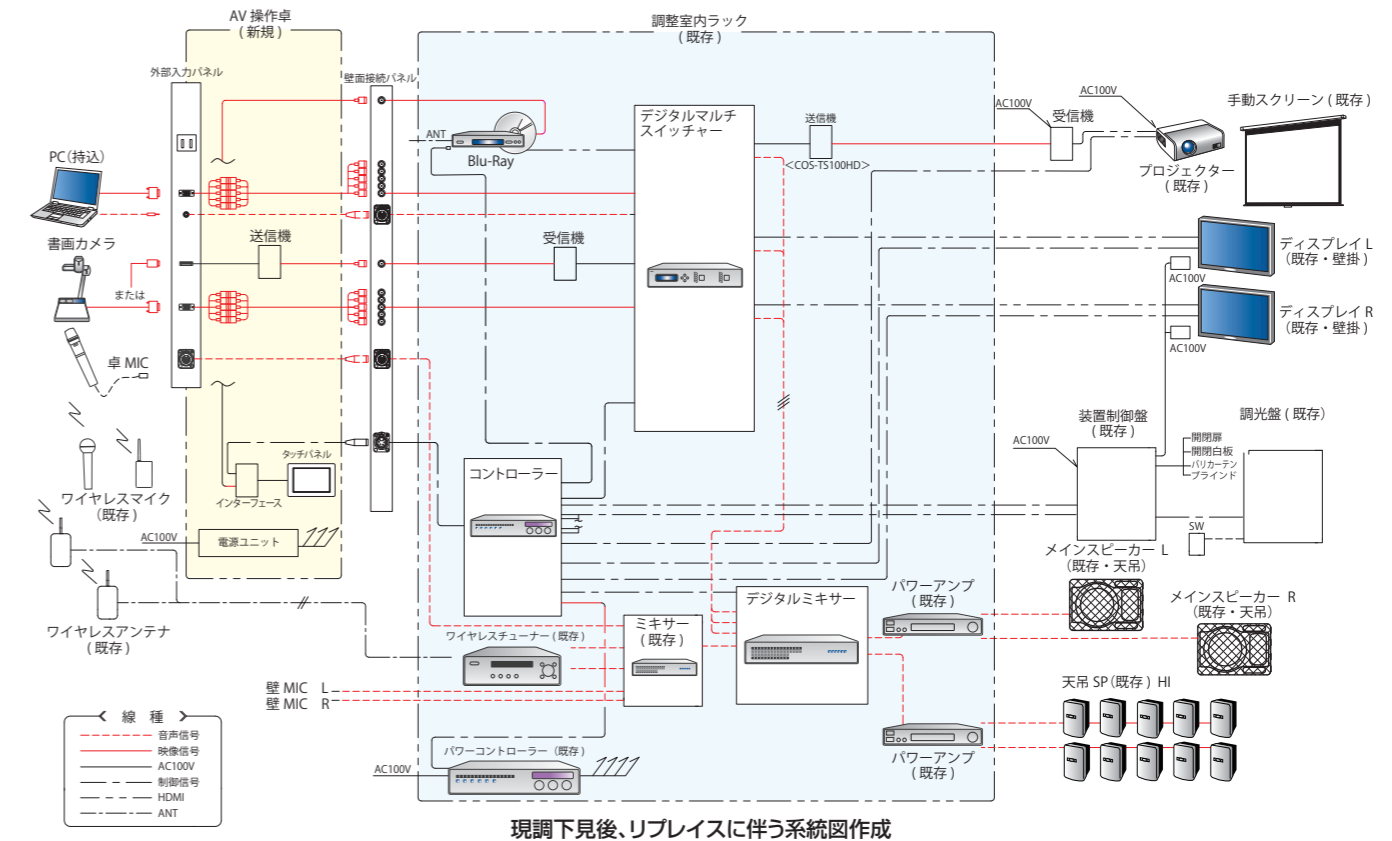 AV 操作卓
( 新規 )
調整室内ラック
( 既存 )
外部入力パネル
壁面接続パネル
PC（持込）
書画カメラ
または
卓 MIC
ワイヤレスマイク
（既存）
ワイヤレスアンテナ
（既存）
送信機
タッチパネル
インターフェース
AC100V
電源ユニット
ANT
Blu-Ray
受信機
デジタルマルチ
スイッチャー
送信機
＜COS-TS100HD＞
AC100V
受信機
AC100V
プロジェクター
( 既存 )
手動スクリーン ( 既存 )
ディスプレイ L
（既存・壁掛）
AC100V
ディスプレイ R
（既存・壁掛）
AC100V
コントローラー
AC100V
装置制御盤
( 既存 )
開閉扉
開閉白板
バリカーテン
ブラインド
調光盤 ( 既存）
SW
ワイヤレスチューナー ( 既存 )
ミキサー
( 既存 )
デジタルミキサー
パワーアンプ
( 既存 )
メインスピーカー L
（既存・天吊）
メインスピーカー R
（既存・天吊）
壁 MIC L
壁 MIC R
天吊 SP（既存 ）HI
パワーアンプ
( 既存 )
パワーコントローラー（既存 )
AC100V
線 種
音声信号
映像信号
AC100V
制御信号
HDMI
ANT
現調下見後、リプレイスに伴う系統図作成